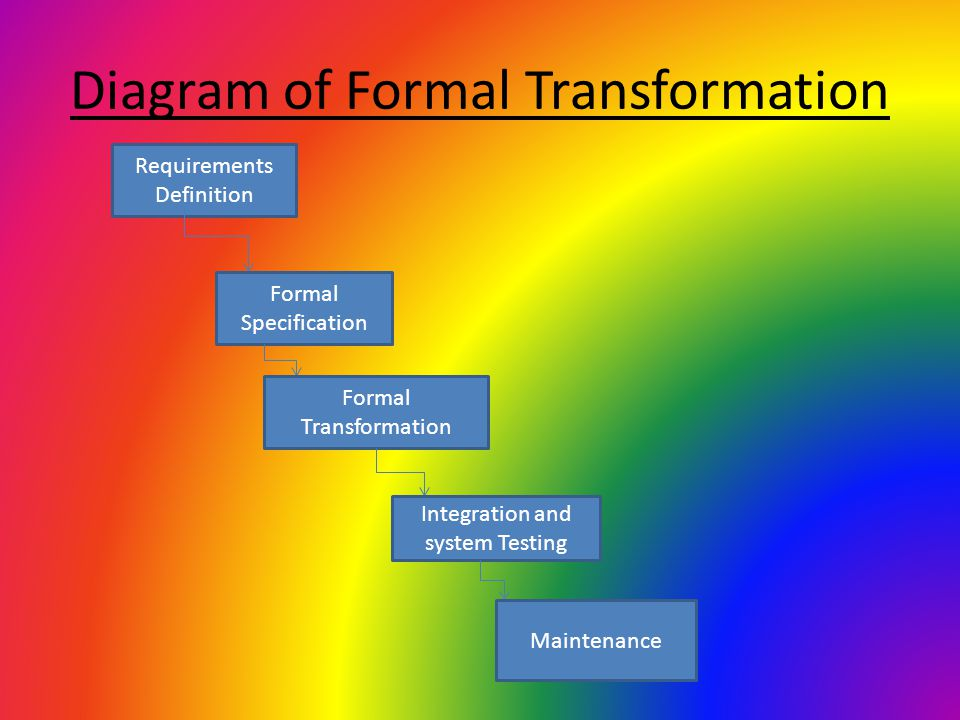 Diagram of Formal Transformation
Requirements
Definition
Formal
Specification
Formal
Transformation
Integration and
system Testing
Maintenance